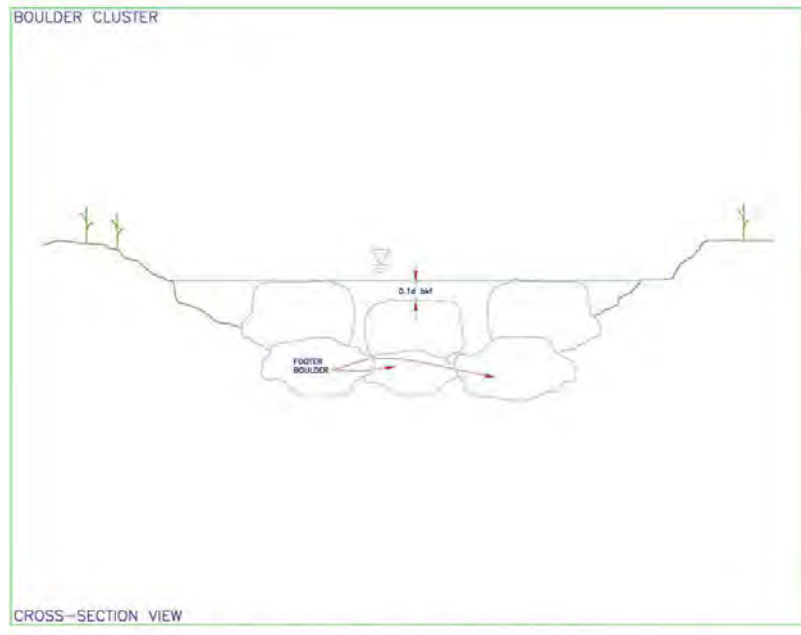 BOULDER CLUSTER
0.1d bkf
FOOTER
BOULDER
CROSS-SECTION VIEW